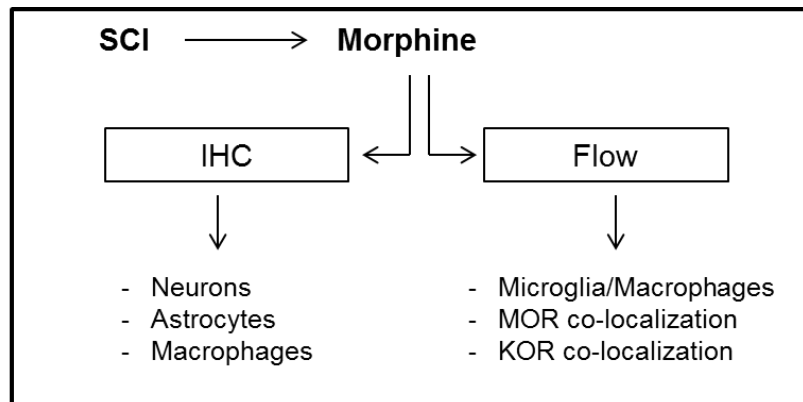 SCI Morphine
IHC Flow
- Neurons
- Astrocytes
- Macrophages
- Microglia/Macrophages
- MOR co-localization
- KOR co-localization